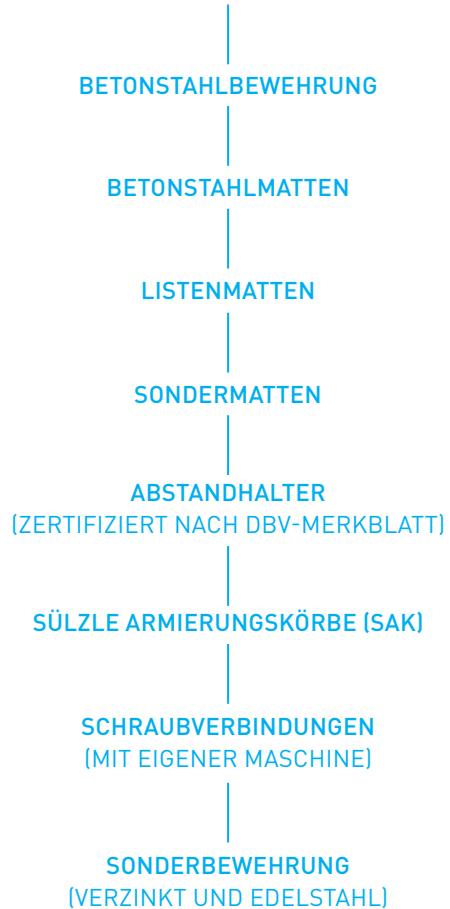 BETONSTAHLBEWEHRUNG
BETONSTAHLMATTEN
LISTENMATTEN
SONDERMATTEN
ABSTANDHALTER
(ZERTIFIZIERT NACH DBV-MERKBLATT)
SÜLZLE ARMIERUNGSKÖRBE (SAK)
SCHRAUBVERBINDUNGEN
(MIT EIGENER MASCHINE)
SONDERBEWEHRUNG
(VERZINKT UND EDELSTAHL)